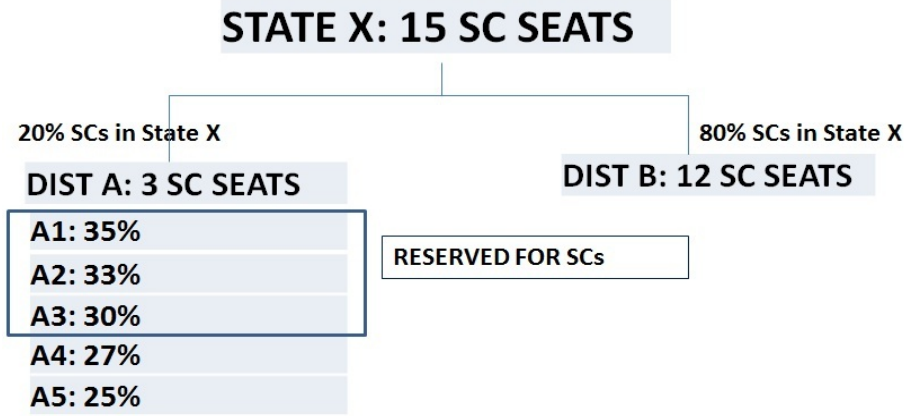 STATE X: 15 SC SEATS
20% SCs in State X
80% SCs in State X
DIST A: 3 SC SEATS
DIST B: 12 SC SEATS
A1: 35%
A2: 33%
RESERVED FOR SCs
A3: 30%
A4: 27%
A5: 25%